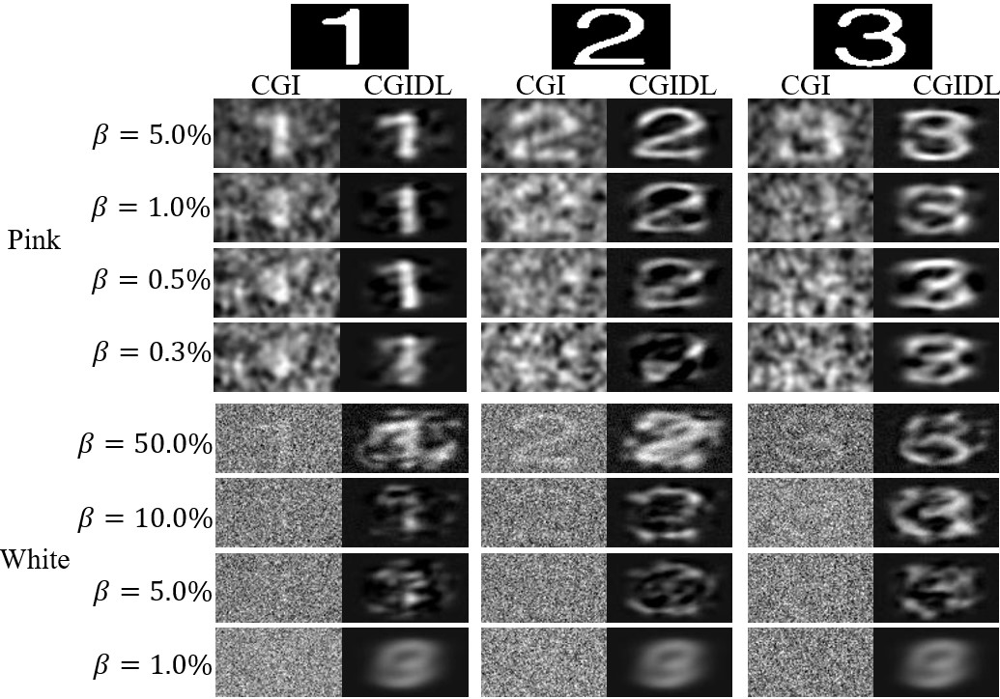 1 2 3
CGI CGIDL CGI CGIDL CGI CGIDL
β = 5.0%
β = 1.0%
Pink
β = 0.5%
β = 0.3%
β = 50.0%
β = 10.0%
White
β = 5.0%
β = 1.0%